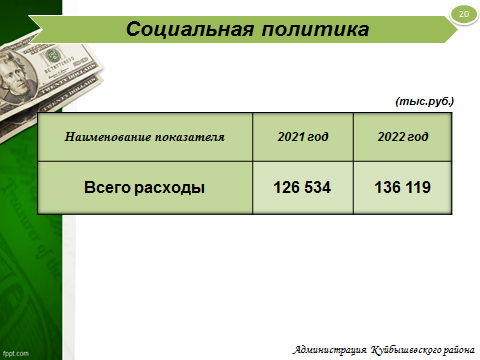 Социальная политика
20
(тыс.руб.)
Наименование показателя 2021 год 2022 год
Всего расходы 126 534 136 119
Администрация Куйбышевского района
fppt.com